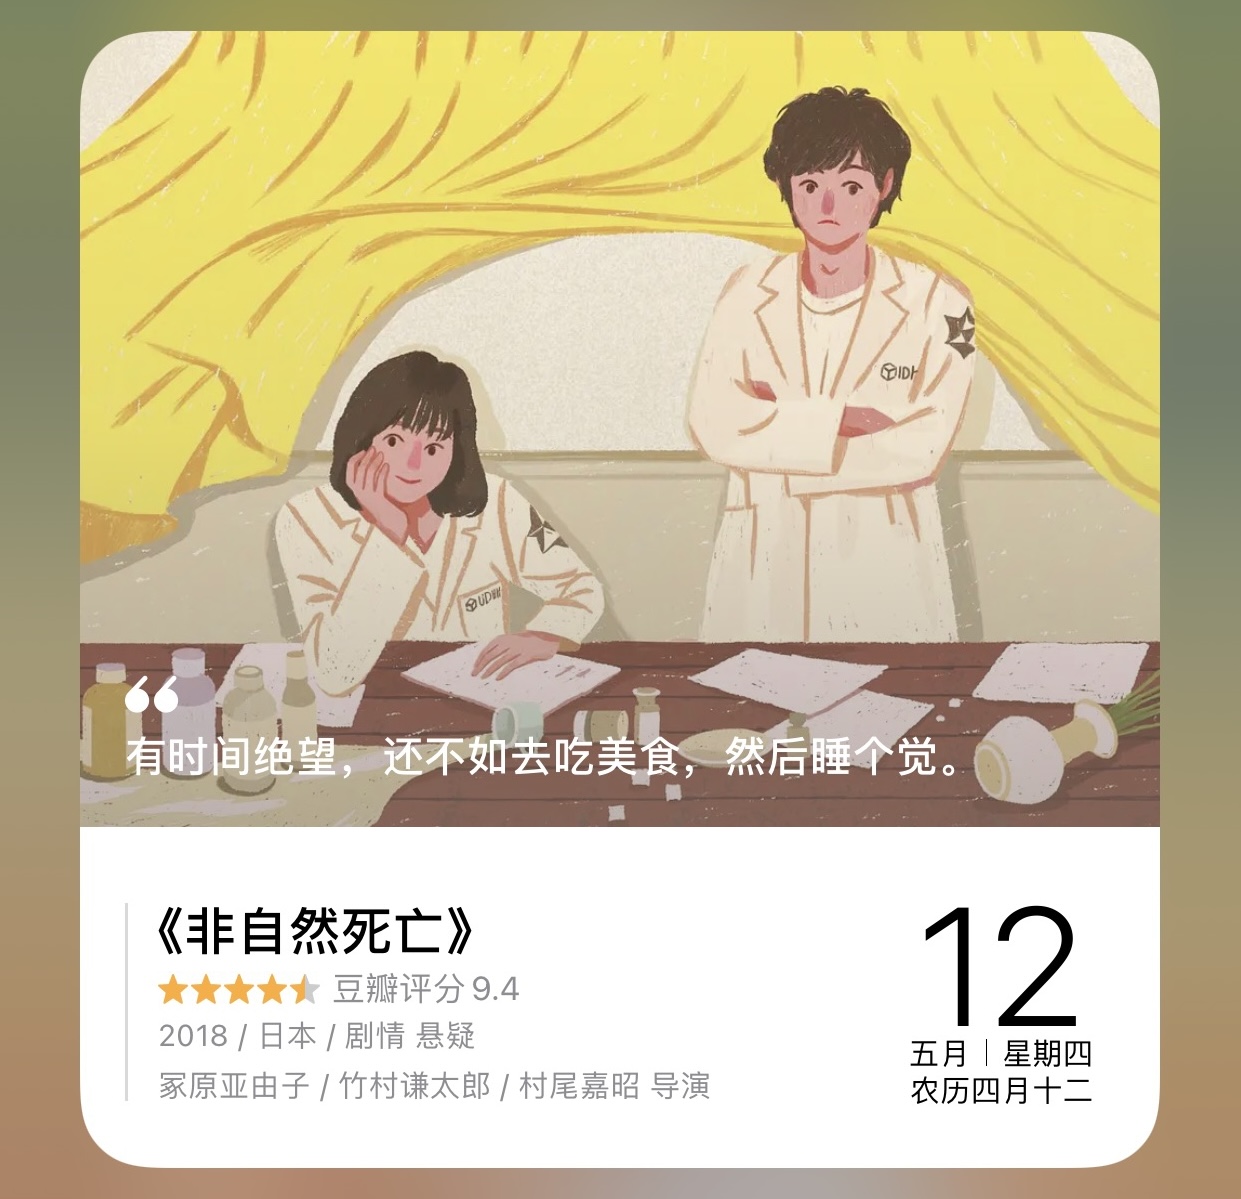 IDI
UDI
有时间绝望，还不如去吃美食，然后睡个觉。
《非自然死亡》
豆瓣评分 9.4
2018 / 日本 / 剧情 悬疑
冢原亚由子 / 竹村谦太郎 / 村尾嘉昭 导演
12
五月 | 星期四
农历四月十二